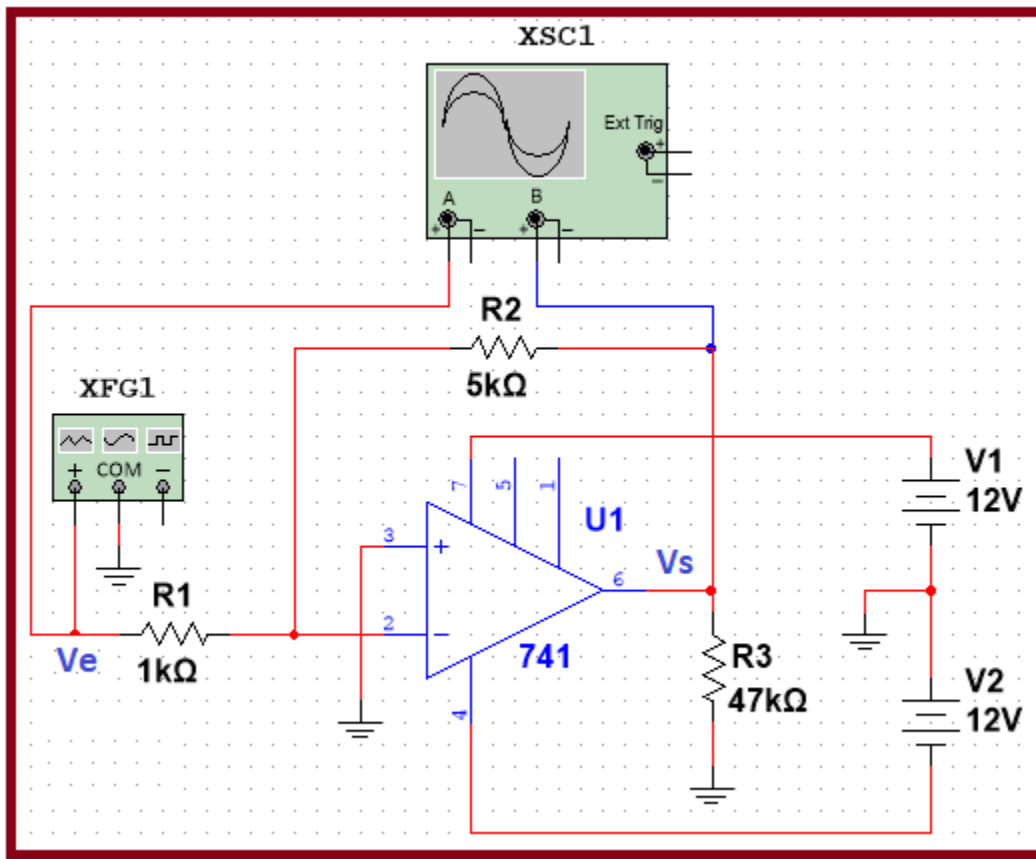 XSC1
Ext Trig
+
−
A
B
+ −
+ −
R2
5kΩ
XFG1
+ COM −
7
5
1
V1
12V
U1
3
+
Vs
6
R1
2
−
Ve
1kΩ
741
R3
47kΩ
4
V2
12V